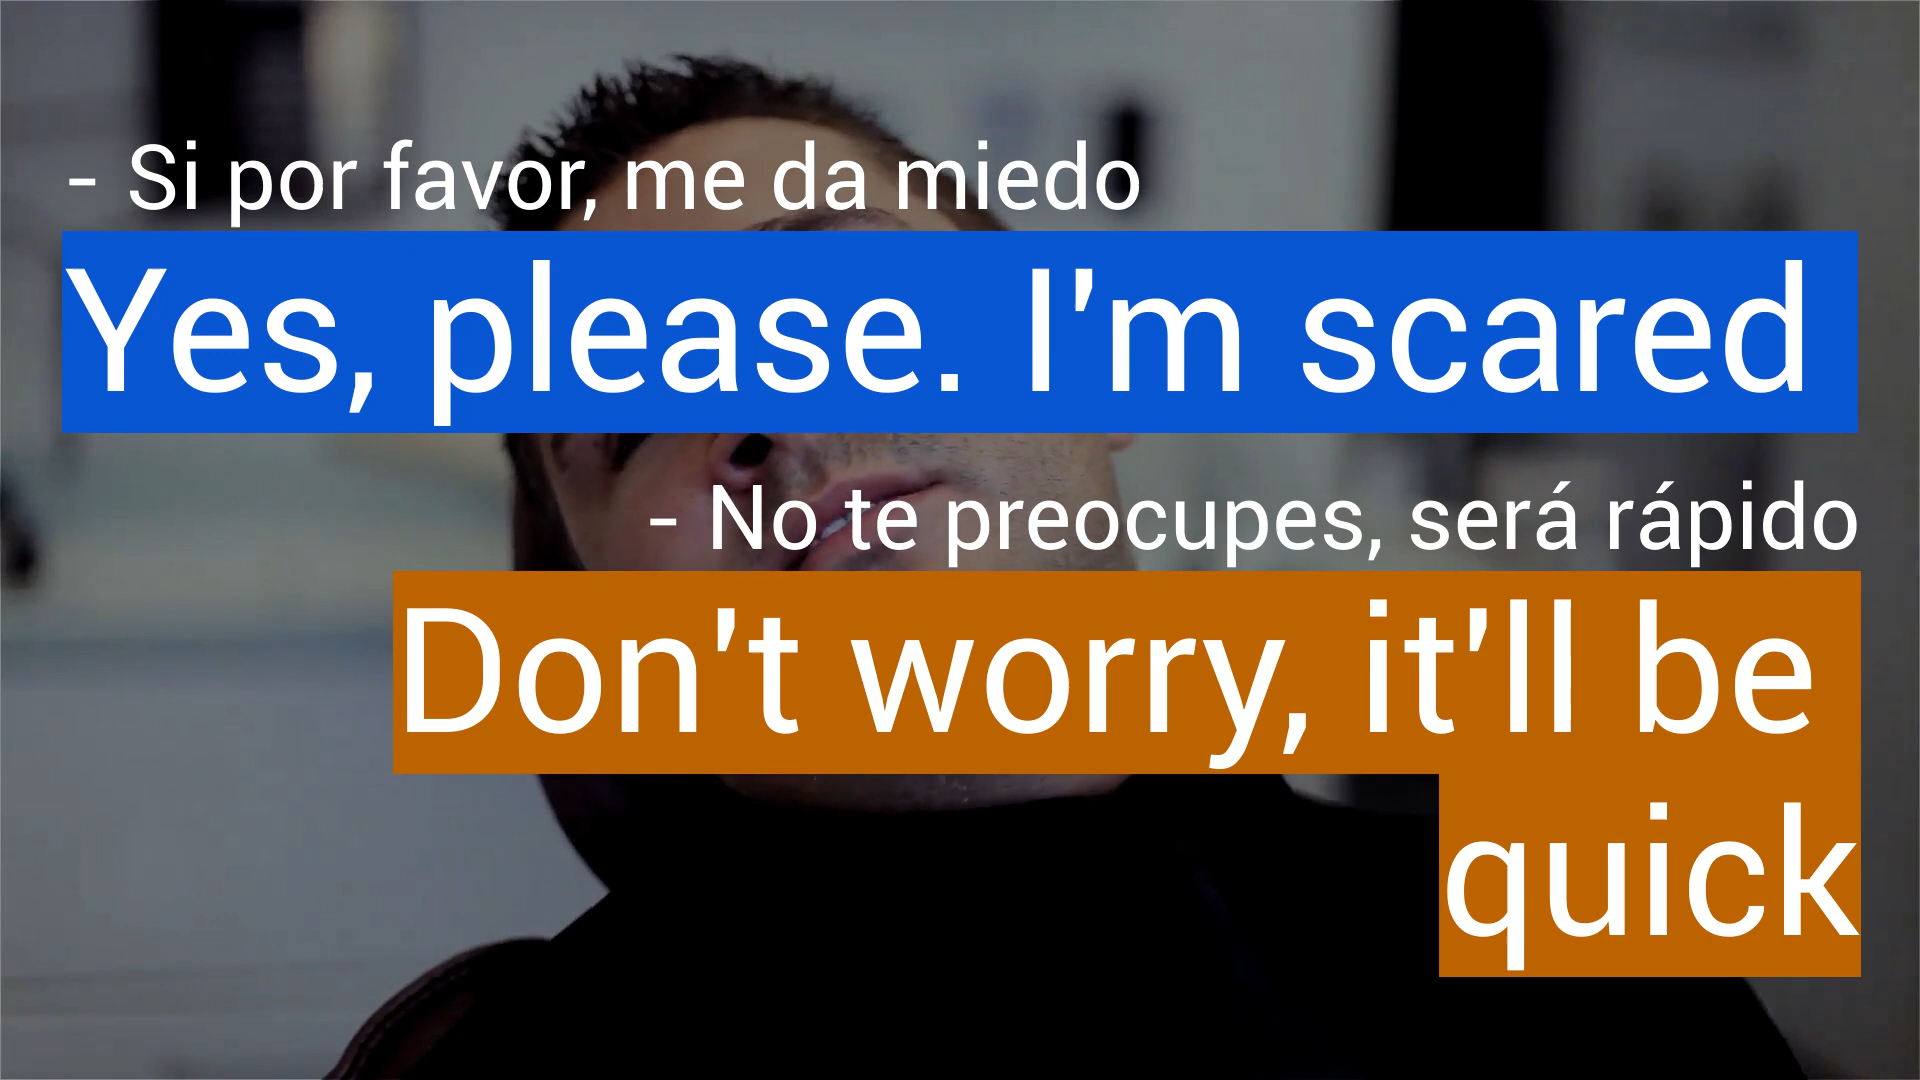 - Si por favor, me da miedo
Yes, please. I'm scared
- No te preocupes, será rápido
Don't worry, it'll be
quick